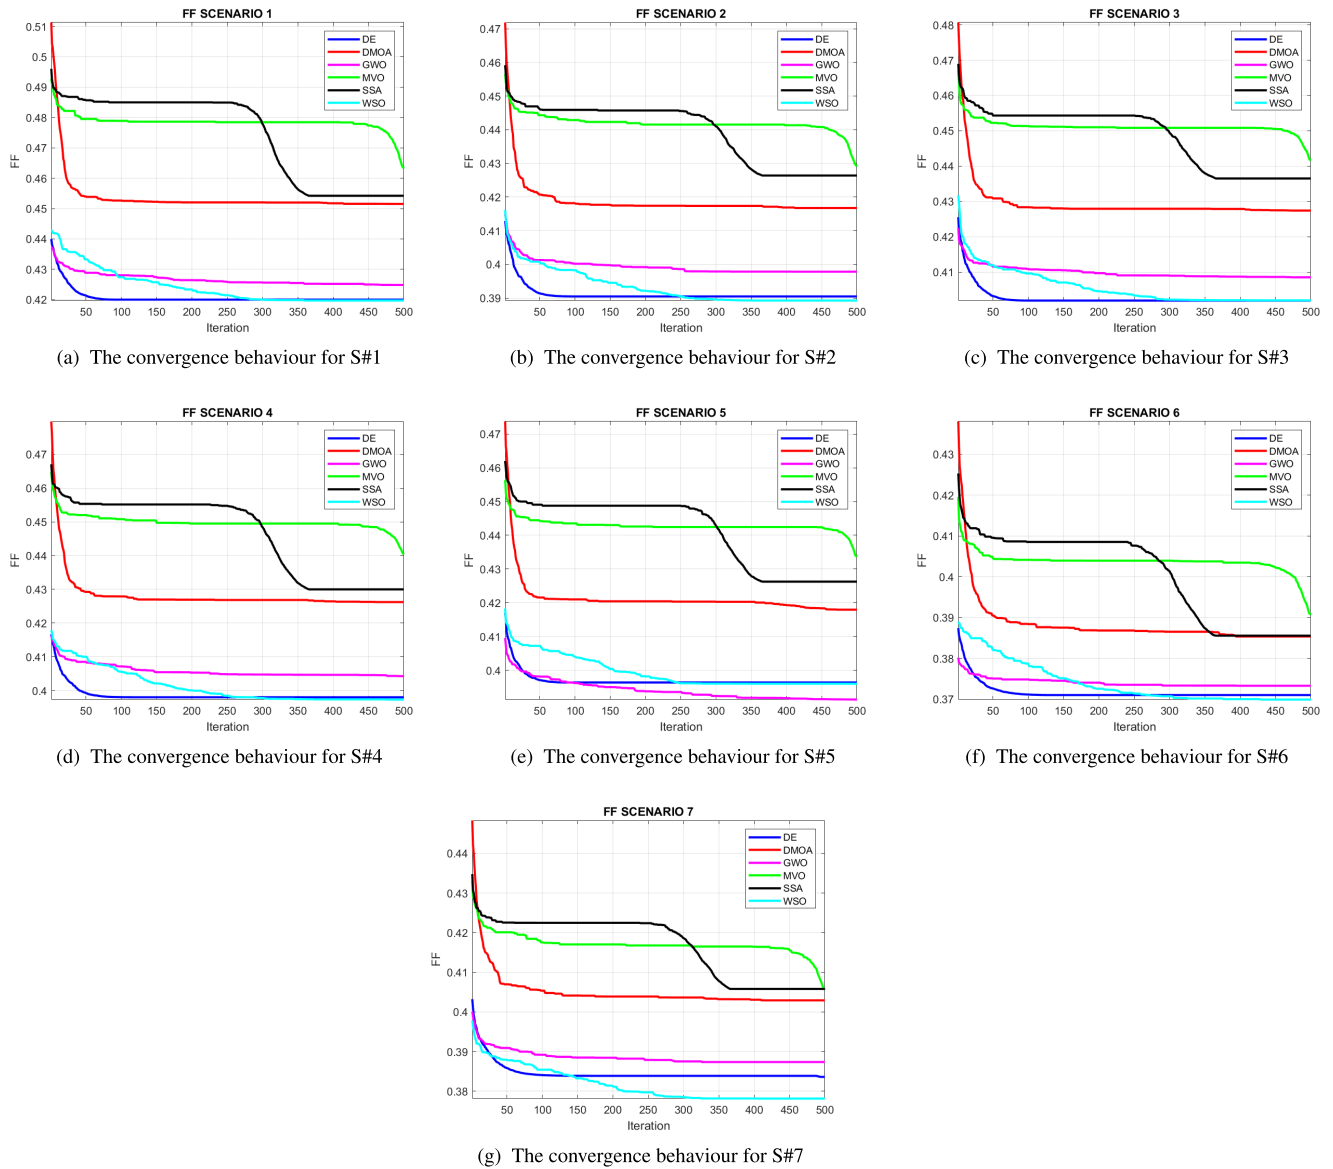 FF SCENARIO 1
0.51
0.5
0.49
0.48
0.47
0.46
0.45
0.44
0.43
0.42
FF
DE
DMOA
GWO
MVO
SSA
WSO
50 100 150 200 250 300 350 400 450 500
Iteration
(a) The convergence behaviour for S#1
FF SCENARIO 2
0.47
0.46
0.45
0.44
0.43
0.42
0.41
0.4
0.39
FF
DE
DMOA
GWO
MVO
SSA
WSO
50 100 150 200 250 300 350 400 450 500
Iteration
(b) The convergence behaviour for S#2
FF SCENARIO 3
0.48
0.47
0.46
0.45
0.44
0.43
0.42
0.41
FF
DE
DMOA
GWO
MVO
SSA
WSO
50 100 150 200 250 300 350 400 450 500
Iteration
(c) The convergence behaviour for S#3
FF SCENARIO 4
0.47
0.46
0.45
0.44
0.43
0.42
0.41
0.4
FF
DE
DMOA
GWO
MVO
SSA
WSO
50 100 150 200 250 300 350 400 450 500
Iteration
(d) The convergence behaviour for S#4
FF SCENARIO 5
0.47
0.46
0.45
0.44
0.43
0.42
0.41
0.4
FF
DE
DMOA
GWO
MVO
SSA
WSO
50 100 150 200 250 300 350 400 450 500
Iteration
(e) The convergence behaviour for S#5
FF SCENARIO 6
0.43
0.42
0.41
0.4
0.39
0.38
0.37
FF
DE
DMOA
GWO
MVO
SSA
WSO
50 100 150 200 250 300 350 400 450 500
Iteration
(f) The convergence behaviour for S#6
FF SCENARIO 7
0.44
0.43
0.42
0.41
0.4
0.39
0.38
FF
DE
DMOA
GWO
MVO
SSA
WSO
50 100 150 200 250 300 350 400 450 500
Iteration
(g) The convergence behaviour for S#7